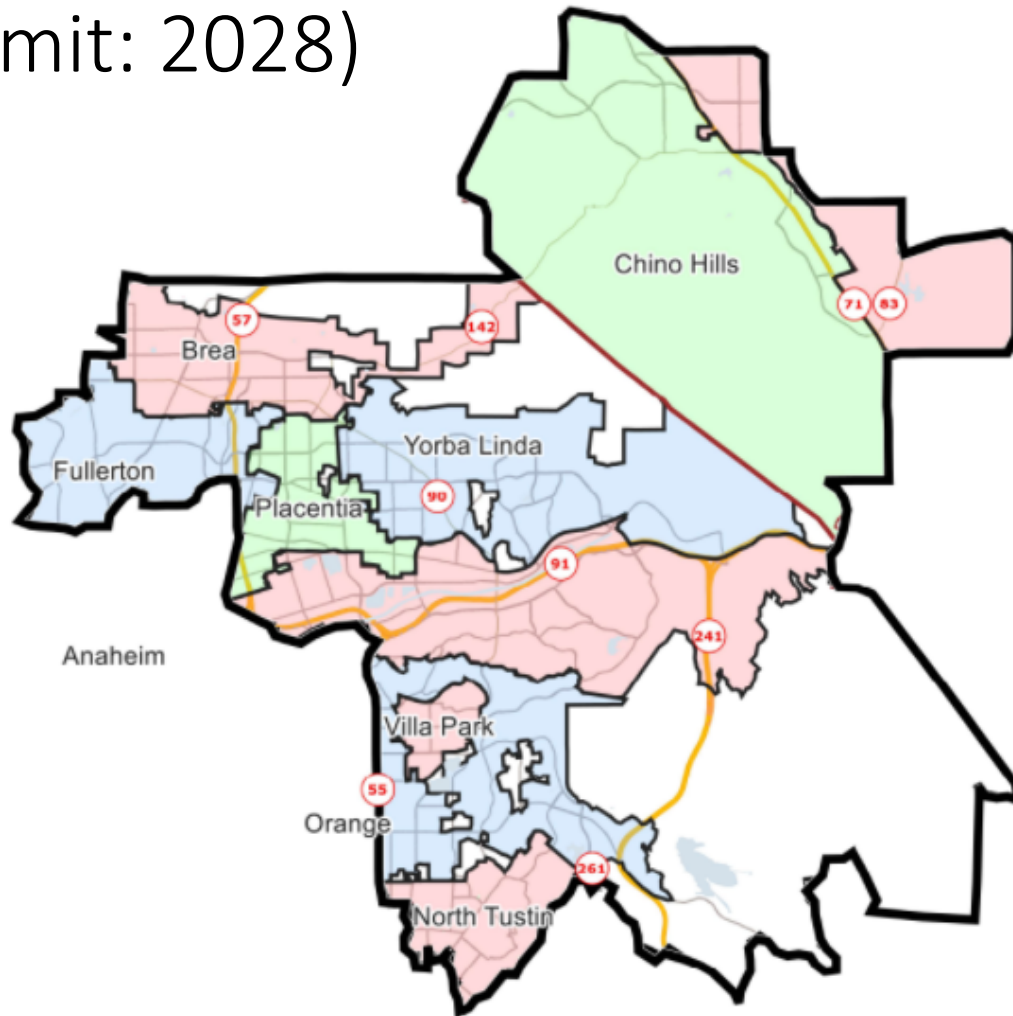 mit: 2028)
Chino Hills
71
83
57
142
Brea
Yorba Linda
Fullerton
90
Placentia
91
241
Anaheim
Villa Park
55
Orange
261
North Tustin